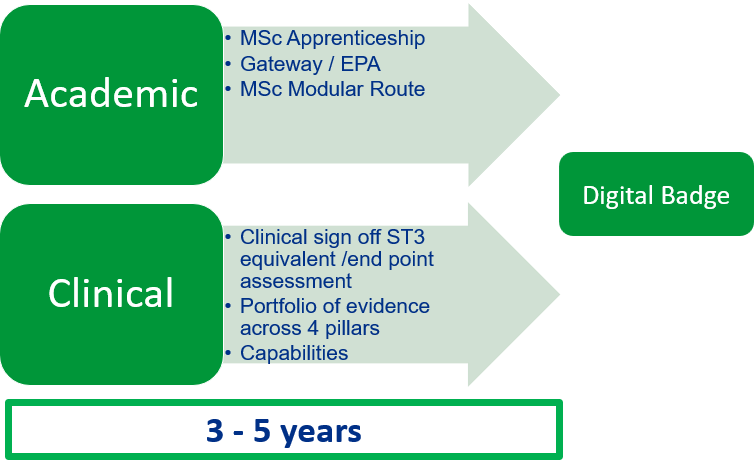 Academic
• MSc Apprenticeship
• Gateway / EPA
• MSc Modular Route
Digital Badge
Clinical
• Clinical sign off ST3
equivalent /end point
assessment
• Portfolio of evidence
across 4 pillars
• Capabilities
3 - 5 years